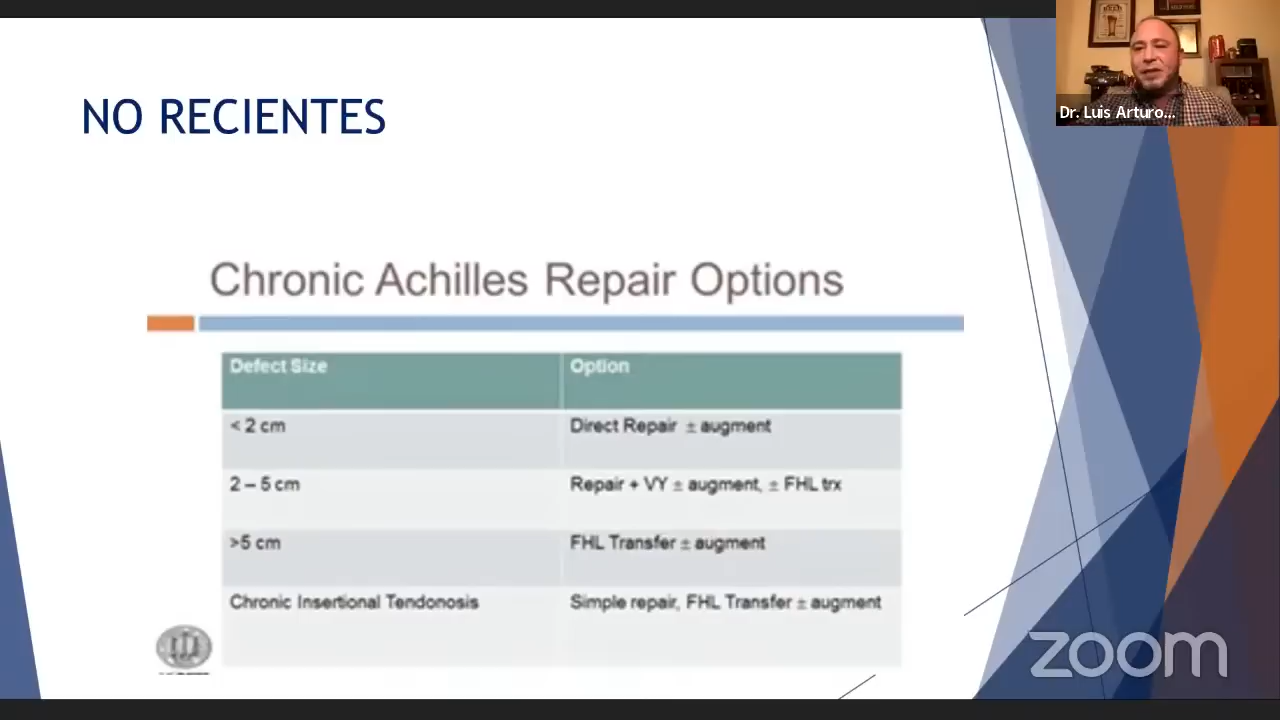 NO RECIENTES
Dr. Luis Arturo...
Chronic Achilles Repair Options
Defect Size
Option
< 2 cm
Direct Repair ± augment
2 – 5 cm
Repair + VY ± augment, ± FHL trx
>5 cm
FHL Transfer ± augment
Chronic Insertional Tendonosis
Simple repair, FHL Transfer ± augment
zoom